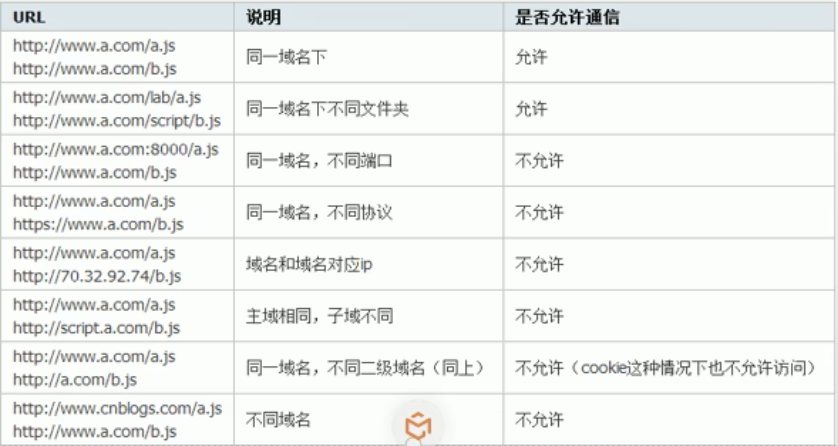 URL 说明 是否允许通信
http://www.a.com/a.js
http://www.a.com/b.js
同一域名下 允许
http://www.a.com/lab/a.js
http://www.a.com/script/b.js
同一域名下不同文件夹 允许
http://www.a.com:8000/a.js
http://www.a.com/b.js
同一域名，不同端口 不允许
http://www.a.com/a.js
https://www.a.com/b.js
同一域名，不同协议 不允许
http://www.a.com/a.js
http://70.32.92.74/b.js
域名和域名对应ip 不允许
http://www.a.com/a.js
http://script.a.com/b.js
主域相同，子域不同 不允许
http://www.a.com/a.js
http://a.com/b.js
同一域名，不同二级域名（同上） 不允许（cookie这种情况下也不允许访问）
http://www.cnblogs.com/a.js
http://www.a.com/b.js
不同域名 不允许